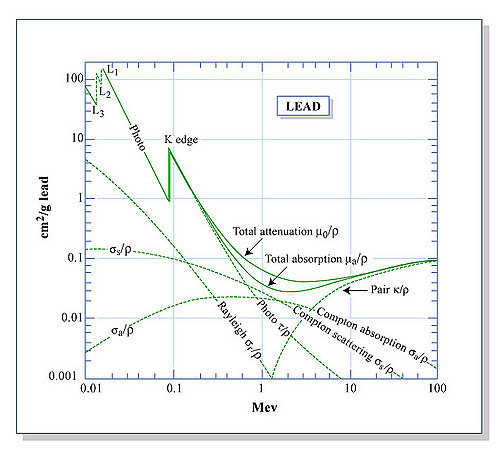 100
10
1
0.1
0.01
0.001
cm²/g lead
L₁
L₂
L₃
Photo
K edge
LEAD
Total attenuation μ₀/ρ
Total absorption μₐ/ρ
Pair κ/ρ
σₛ/ρ
σₐ/ρ
Rayleigh σᵣ/ρ
Photo τ/ρ
Compton scattering σₛ/ρ
Compton absorption σₐ/ρ
0.01
0.1
1
10
100
Mev